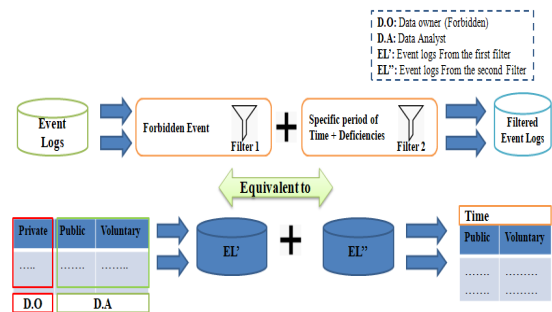 D.O: Data owner (Forbidden)
D.A: Data Analyst
EL': Event logs From the first filter
EL'': Event logs From the second Filter
Event
Logs
Forbidden Event
Filter 1
+
Specific period of
Time + Deficiencies
Filter 2
Filtered
Event Logs
Equivalent to
Private Public Voluntary
..... ....... ........
D.O D.A
EL'
+
EL''
Time
Public Voluntary
....... .........
....... ........